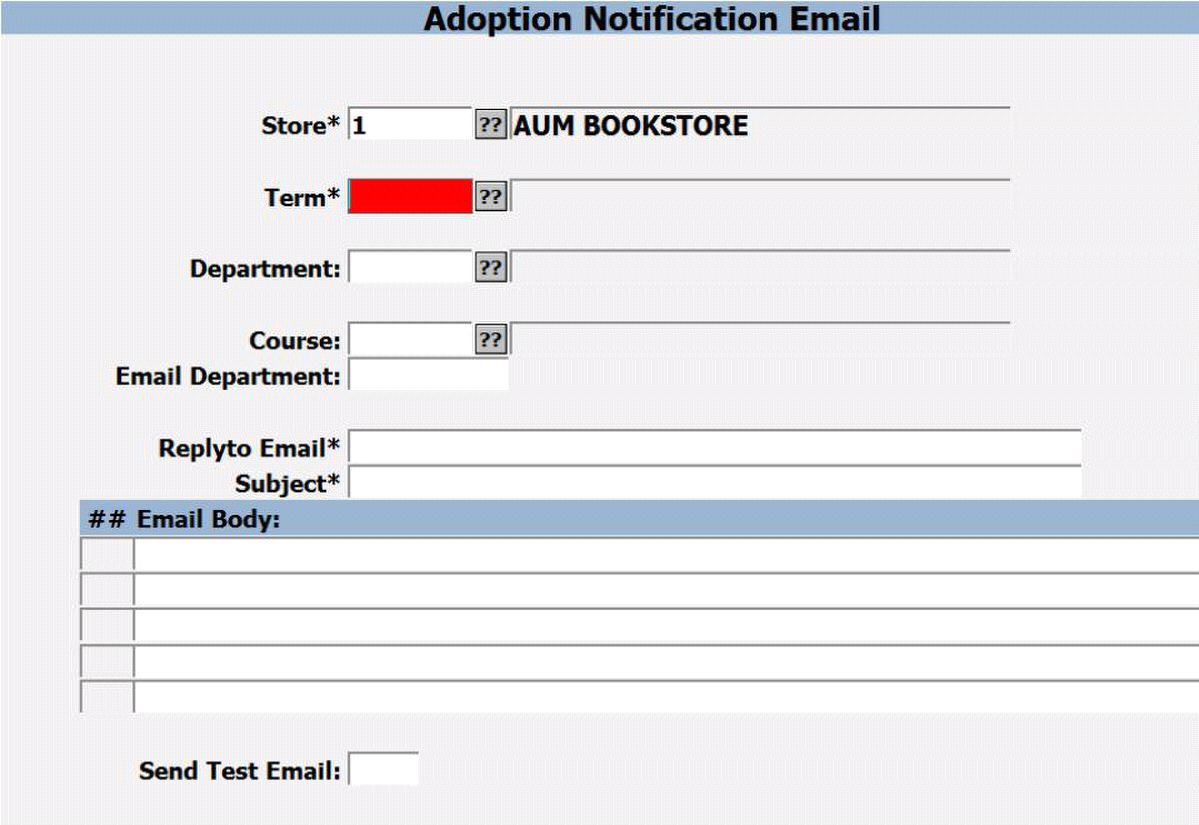 Adoption Notification Email
Store* 1 ?? AUM BOOKSTORE
Term* ??
Department: ??
Course: ??
Email Department:
Replyto Email*
Subject*
## Email Body:
Send Test Email: